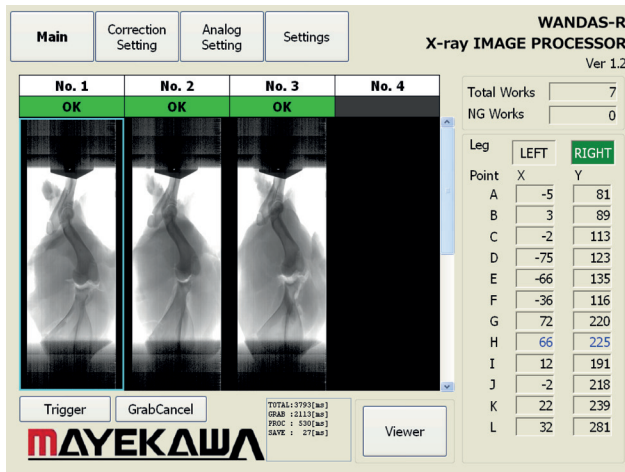 Main
Correction
Setting
Analog
Setting
Settings
WANDAS-R
X-ray IMAGE PROCESSOR
Ver 1.2
No. 1 No. 2 No. 3 No. 4
OK OK OK
Total Works 7
NG Works 0
Leg LEFT RIGHT
Point X Y
A -5 81
B 3 89
C -2 113
D -75 123
E -66 135
F -36 116
G 72 220
H 66 225
I 12 191
J -2 218
K 22 239
L 32 281
Trigger GrabCancel
TOTAL:3793[ms]
GRAB :2113[ms]
PROC : 530[ms]
SAVE : 27[ms]
Viewer
MAYEKAWA